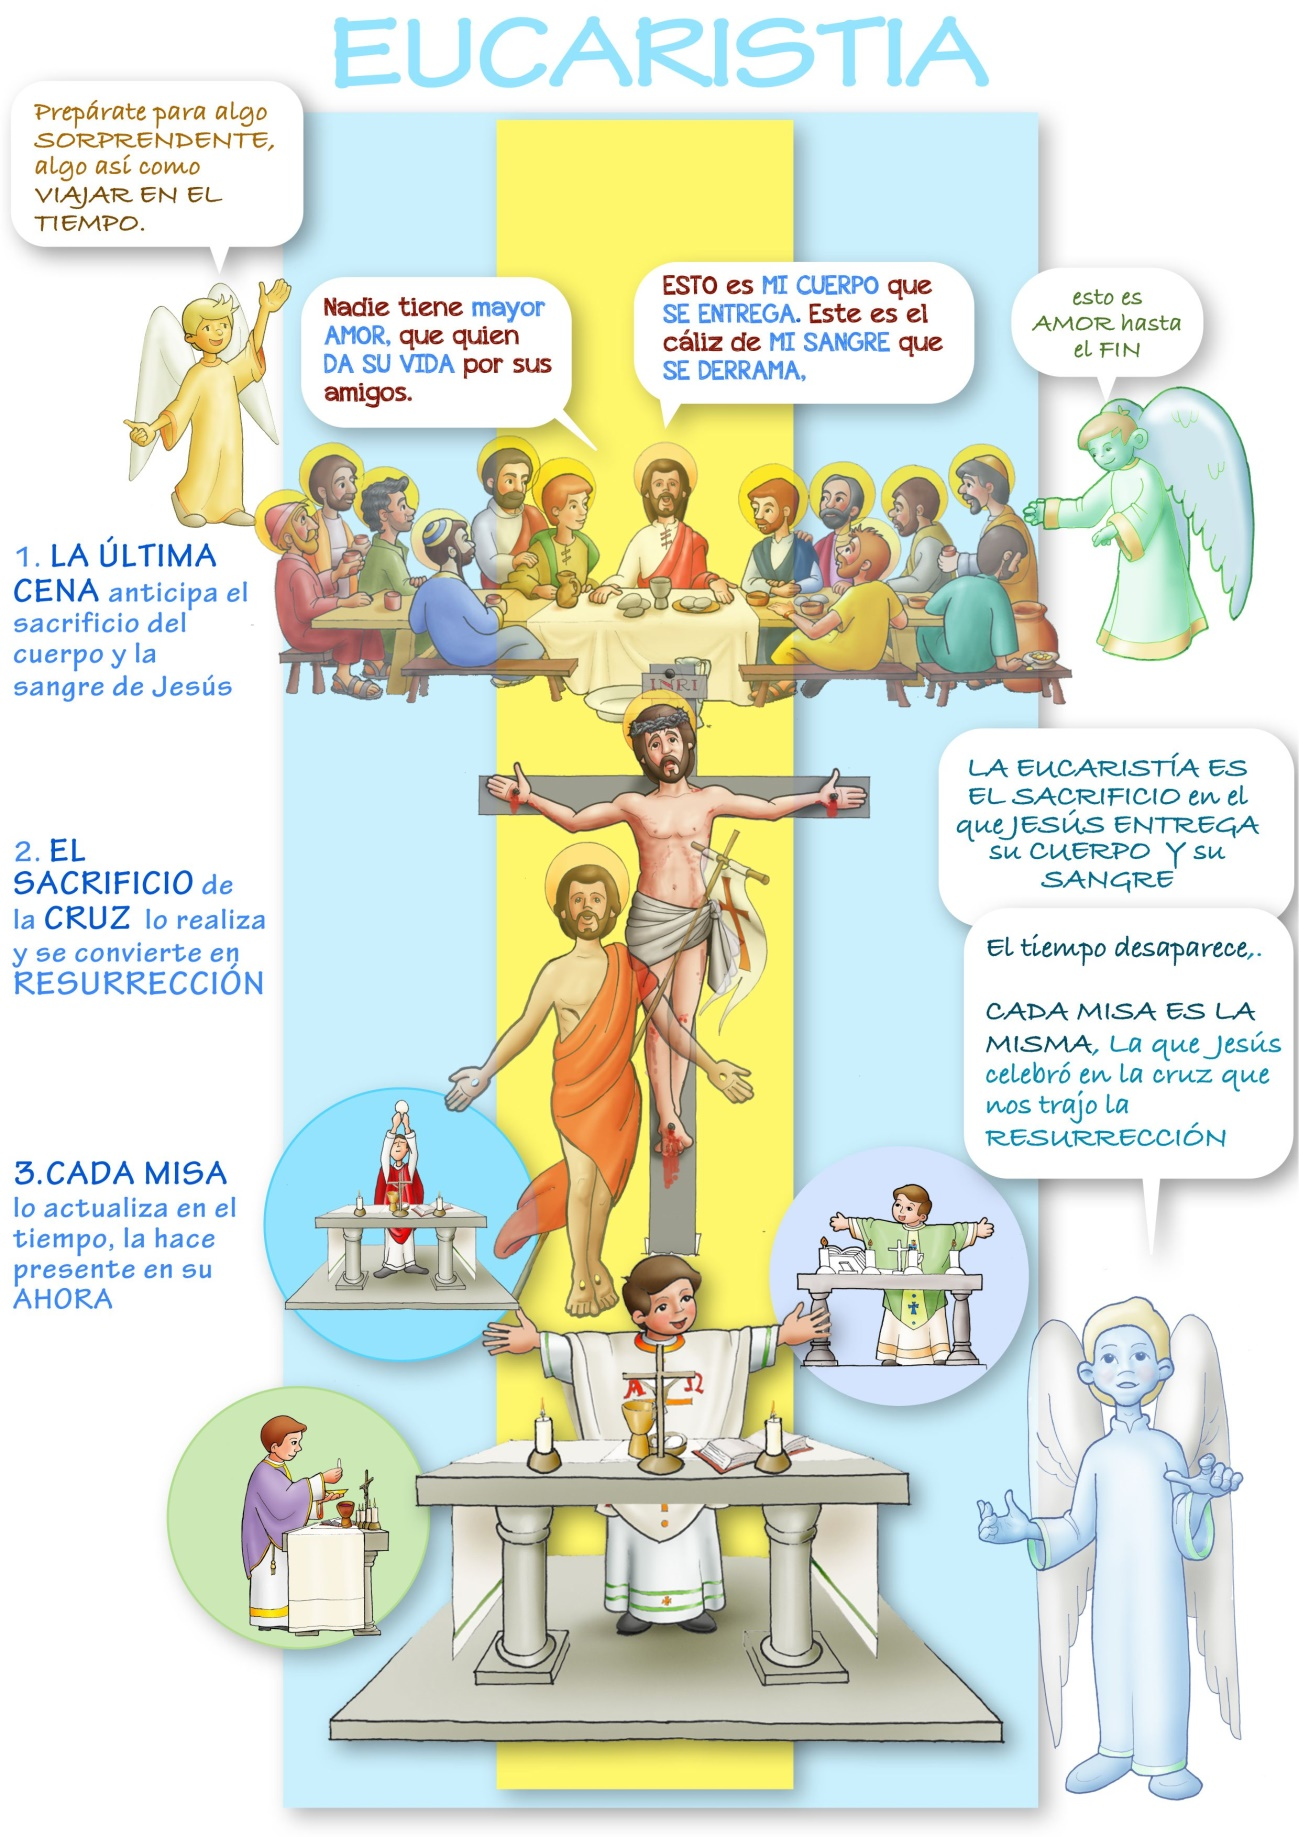 EUCARISTIA
Prepárate para algo
SORPRENDENTE,
algo así como
VIAJAR EN EL
TIEMPO.
Nadie tiene mayor
AMOR, que quien
DA SU VIDA por sus
amigos.
ESTO es MI CUERPO que
SE ENTREGA. Este es el
cáliz de MI SANGRE que
SE DERRAMA,
esto es
AMOR hasta
el FIN
1. LA ÚLTIMA
CENA anticipa el
sacrificio del
cuerpo y la
sangre de Jesús
INRI
LA EUCARISTÍA ES
EL SACRIFICIO en el
que JESÚS ENTREGA
su CUERPO Y su
SANGRE
2. EL
SACRIFICIO de
la CRUZ lo realiza
y se convierte en
RESURRECCIÓN
El tiempo desaparece,.
CADA MISA ES LA
MISMA, La que Jesús
celebró en la cruz que
nos trajo la
RESURRECCIÓN
3.CADA MISA
lo actualiza en el
tiempo, la hace
presente en su
AHORA
A Ω